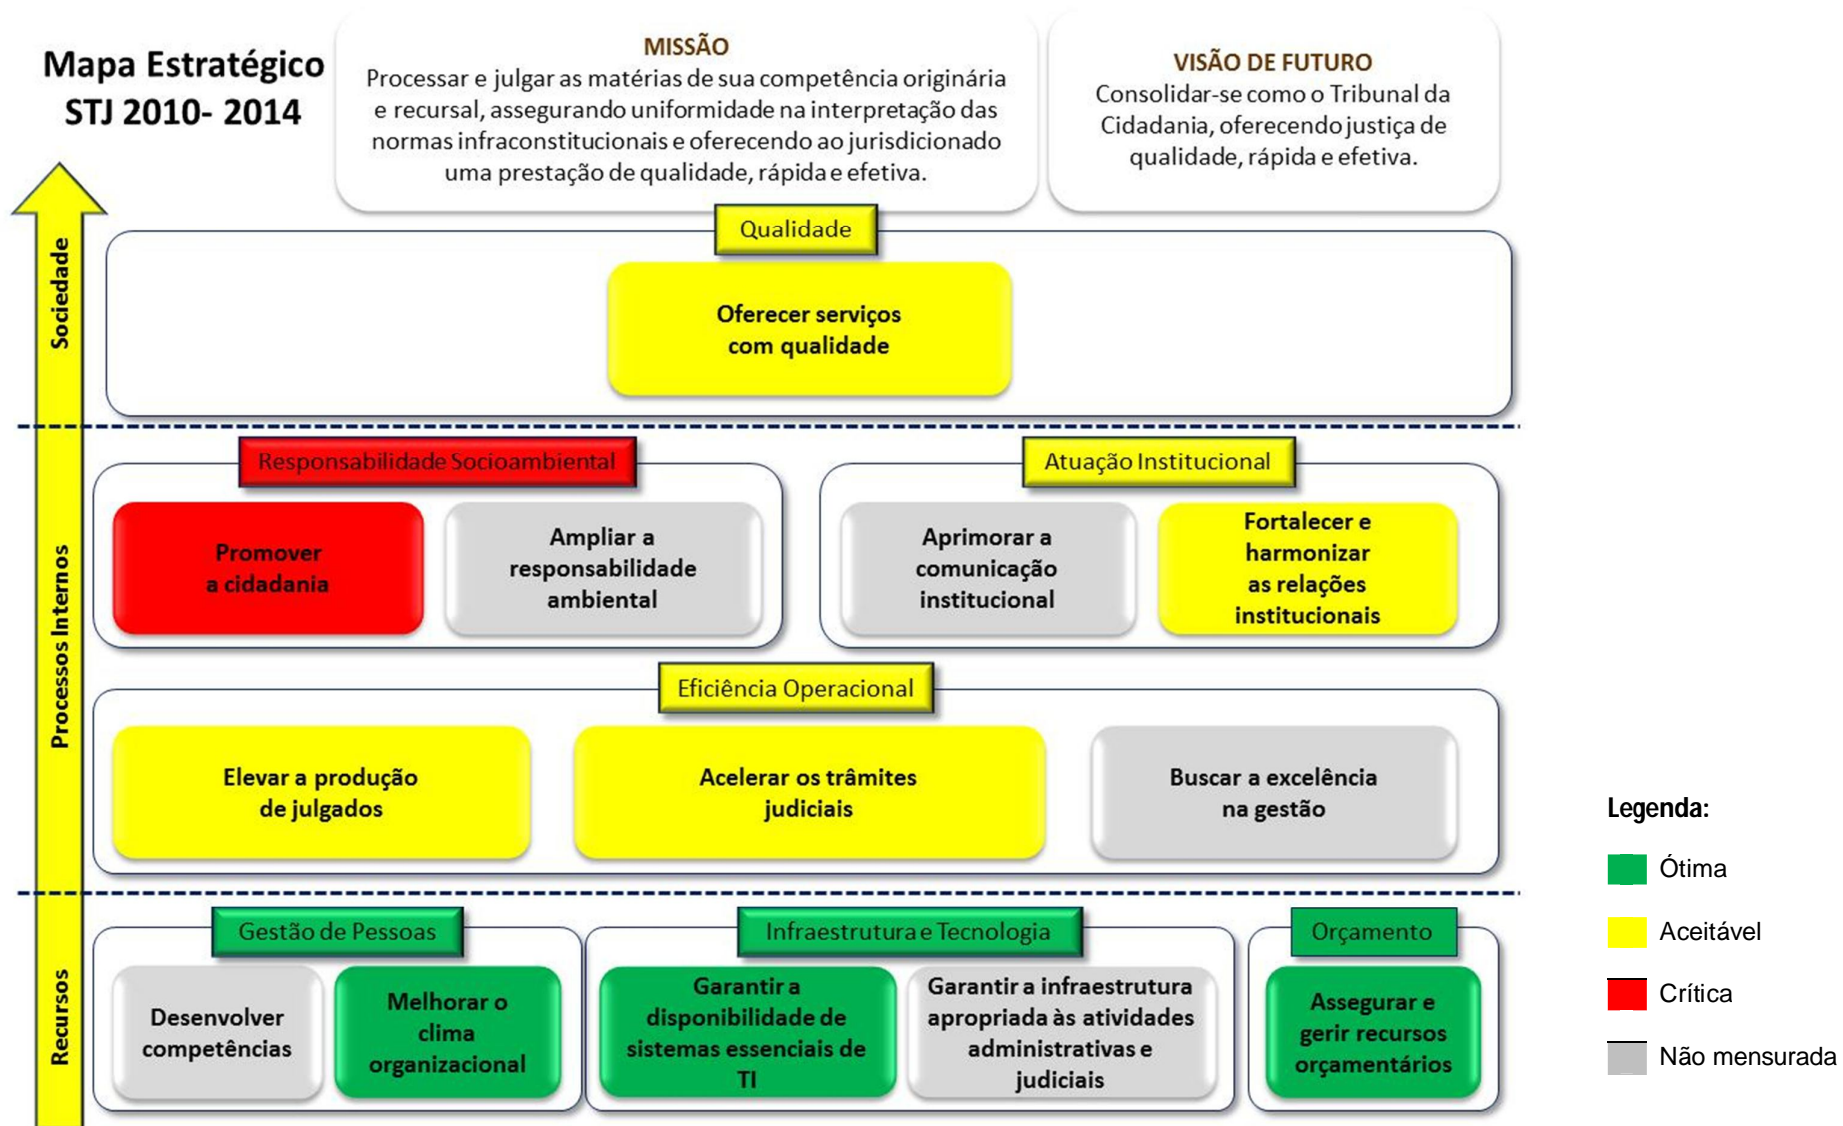 Mapa Estratégico
STJ 2010- 2014
MISSÃO
Processar e julgar as matérias de sua competência originária
e recursal, assegurando uniformidade na interpretação das
normas infraconstitucionais e oferecendo ao jurisdicionado
uma prestação de qualidade, rápida e efetiva.
VISÃO DE FUTURO
Consolidar-se como o Tribunal da
Cidadania, oferecendo justiça de
qualidade, rápida e efetiva.
Sociedade
Qualidade
Oferecer serviços
com qualidade
Processos Internos
Responsabilidade Socioambiental
Promover
a cidadania
Ampliar a
responsabilidade
ambiental
Atuação Institucional
Aprimorar a
comunicação
institucional
Fortalecer e
harmonizar
as relações
institucionais
Eficiência Operacional
Elevar a produção
de julgados
Acelerar os trâmites
judiciais
Buscar a excelência
na gestão
Recursos
Gestão de Pessoas
Desenvolver
competências
Melhorar o
clima
organizacional
Infraestrutura e Tecnologia
Garantir a
disponibilidade de
sistemas essenciais de
TI
Garantir a infraestrutura
apropriada às atividades
administrativas e
judiciais
Orçamento
Assegurar e
gerir recursos
orçamentários
Legenda:
Ótima
Aceitável
Crítica
Não mensurada